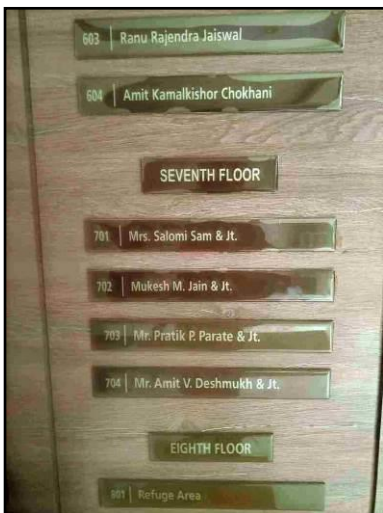 603 | Ranu Rajendra Jaiswal
604 | Amit Kamalkishor Chokhani
SEVENTH FLOOR
701 | Mrs. Salomi Sam & Jt.
702 | Mukesh M. Jain & Jt.
703 | Mr. Pratik P. Parate & Jt.
704 | Mr. Amit V. Deshmukh & Jt.
EIGHTH FLOOR
801 | Refuge Area